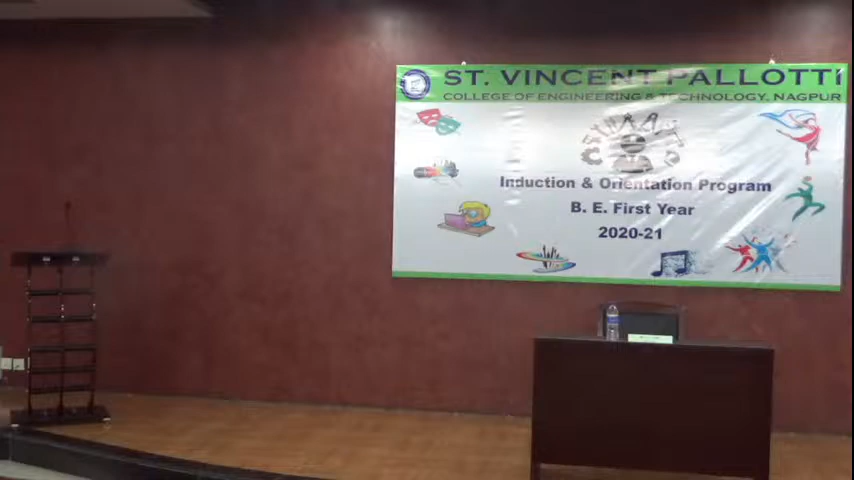 ST. VINCENT PALLOTTI
COLLEGE OF ENGINEERING & TECHNOLOGY, NAGPUR
Induction & Orientation Program
B. E. First Year
2020-21